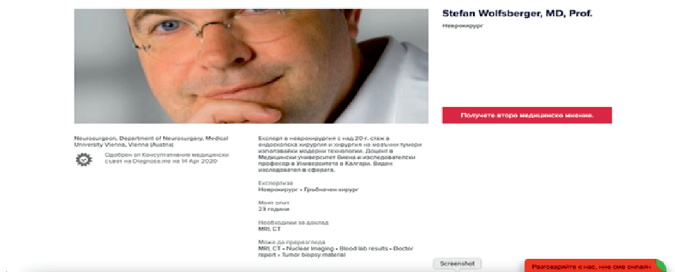 Stefan Wolfsberger, MD, Prof.
Неврохирург
Получете второ медицинско мнение.
Neurosurgeon, Department of Neurosurgery, Medical
University Vienna, Vienna (Austria)
Одобрен от Консултативния медицински
съвет на Diagnose.me на 14 Apr 2020
Експерт в неврохирургия с над 20 г. стаж в
ендоскопска хирургия и хирургия на мозъчни тумори
използвайки модерни технологии. Доцент в
Медицински университет Виена и изследователски
професор в Университета в Калгари. Виден
изследовател в сферата.
Експертиза
Неврохирург • Гръбначен хирург
Моят опит
23 години
Необходими за доклад
MRI, CT
Може да преразгледа
MRI, CT • Nuclear Imaging • Blood lab results • Doctor
report • Tumor biopsy material
Screenshot
Разговаряйте с нас, ние сме онлайн